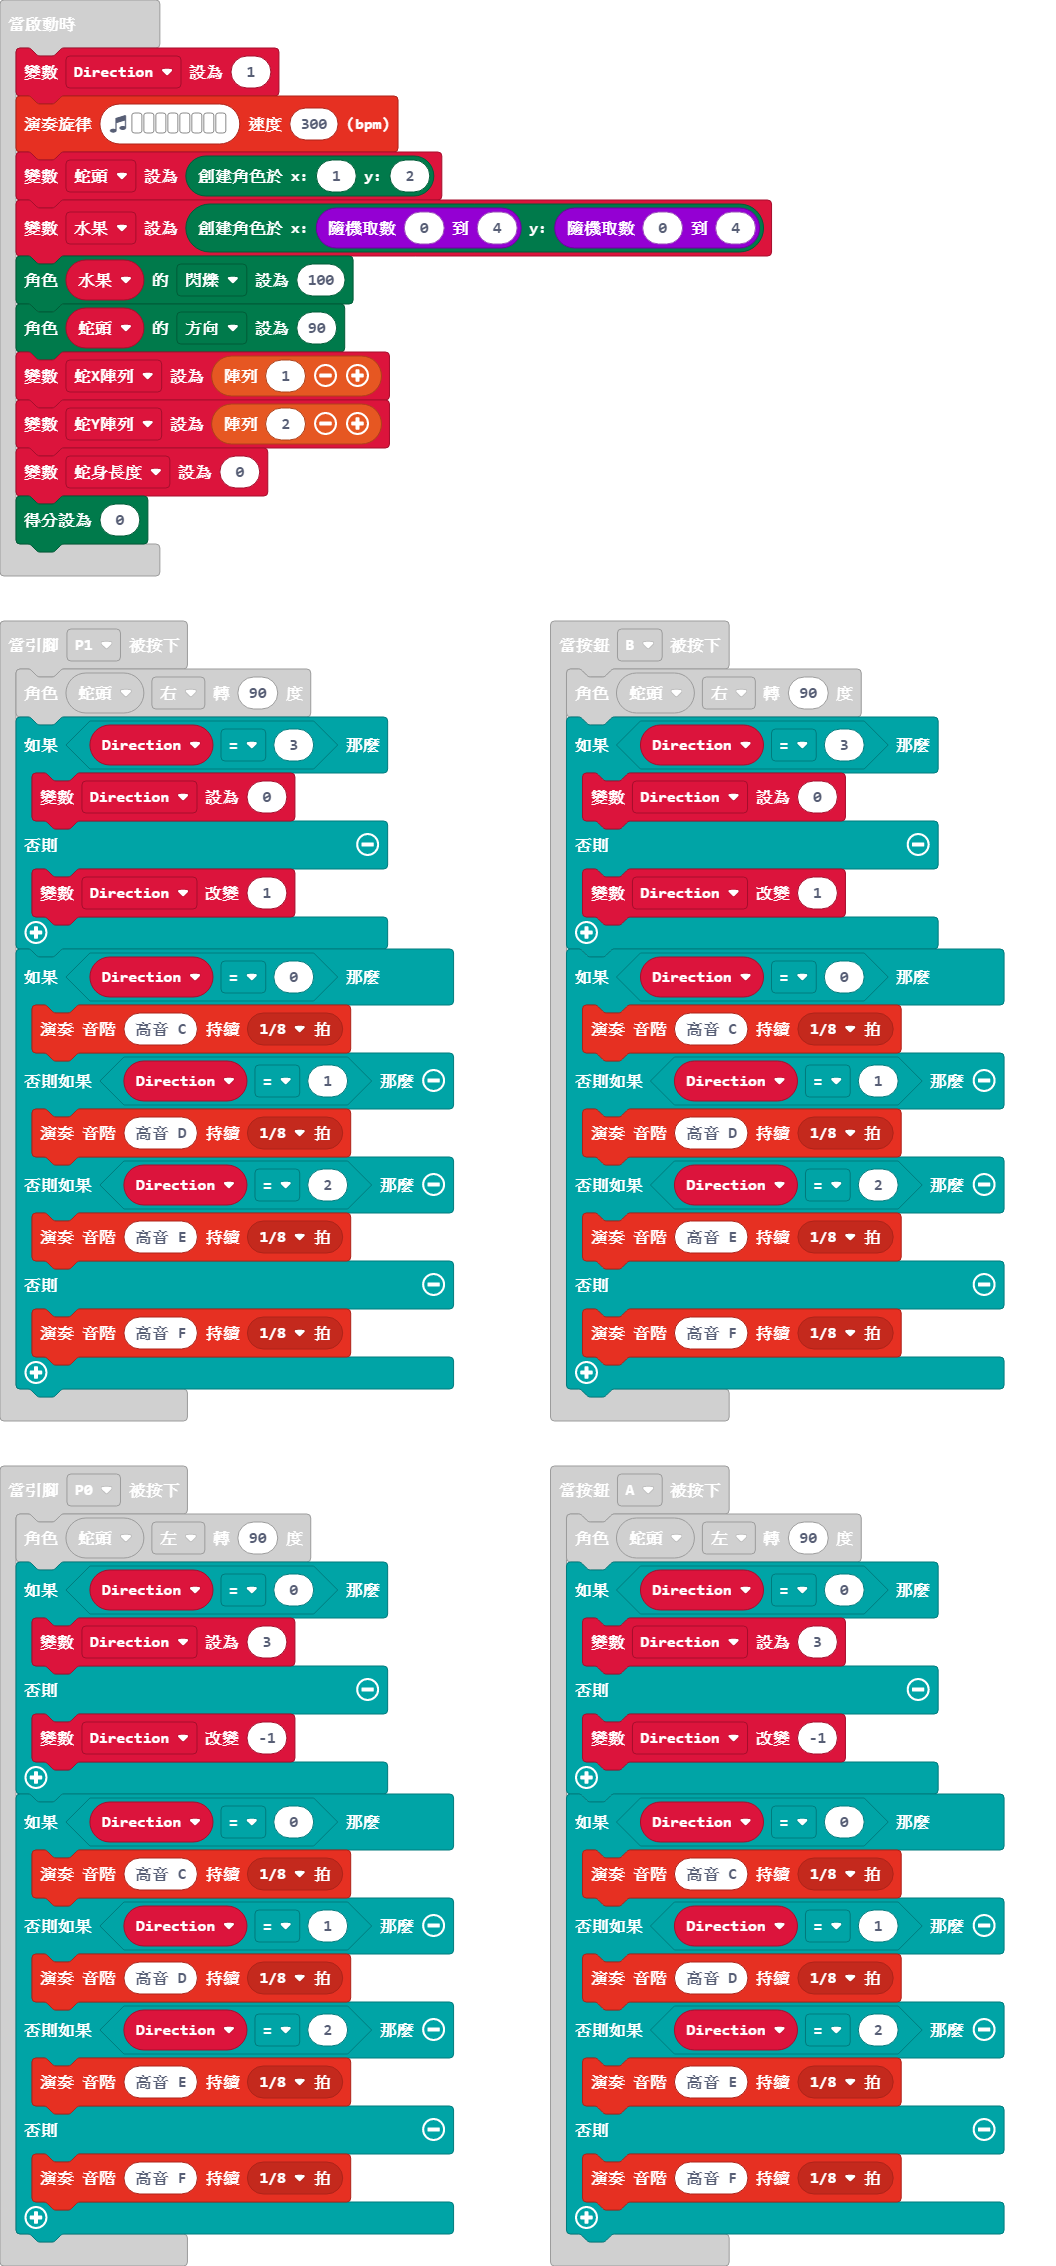 當啟動時
變數 Direction 設為 1
演奏旋律 速度 300 (bpm)
變數 蛇頭 設為 創建角色於 x: 1 y: 2
變數 水果 設為 創建角色於 x: 隨機取數 0 到 4 y: 隨機取數 0 到 4
角色 水果 的 閃爍 設為 100
角色 蛇頭 的 方向 設為 90
變數 蛇X陣列 設為 陣列 1
變數 蛇Y陣列 設為 陣列 2
變數 蛇身長度 設為 0
得分設為 0
當引腳 P1 被按下
角色 蛇頭 右 轉 90 度
如果 Direction = 3 那麼
變數 Direction 設為 0
否則
變數 Direction 改變 1
如果 Direction = 0 那麼
演奏 音階 高音 C 持續 1/8 拍
否則如果 Direction = 1 那麼
演奏 音階 高音 D 持續 1/8 拍
否則如果 Direction = 2 那麼
演奏 音階 高音 E 持續 1/8 拍
否則
演奏 音階 高音 F 持續 1/8 拍
當按鈕 B 被按下
角色 蛇頭 右 轉 90 度
如果 Direction = 3 那麼
變數 Direction 設為 0
否則
變數 Direction 改變 1
如果 Direction = 0 那麼
演奏 音階 高音 C 持續 1/8 拍
否則如果 Direction = 1 那麼
演奏 音階 高音 D 持續 1/8 拍
否則如果 Direction = 2 那麼
演奏 音階 高音 E 持續 1/8 拍
否則
演奏 音階 高音 F 持續 1/8 拍
當引腳 P0 被按下
角色 蛇頭 左 轉 90 度
如果 Direction = 0 那麼
變數 Direction 設為 3
否則
變數 Direction 改變 -1
如果 Direction = 0 那麼
演奏 音階 高音 C 持續 1/8 拍
否則如果 Direction = 1 那麼
演奏 音階 高音 D 持續 1/8 拍
否則如果 Direction = 2 那麼
演奏 音階 高音 E 持續 1/8 拍
否則
演奏 音階 高音 F 持續 1/8 拍
當按鈕 A 被按下
角色 蛇頭 左 轉 90 度
如果 Direction = 0 那麼
變數 Direction 設為 3
否則
變數 Direction 改變 -1
如果 Direction = 0 那麼
演奏 音階 高音 C 持續 1/8 拍
否則如果 Direction = 1 那麼
演奏 音階 高音 D 持續 1/8 拍
否則如果 Direction = 2 那麼
演奏 音階 高音 E 持續 1/8 拍
否則
演奏 音階 高音 F 持續 1/8 拍